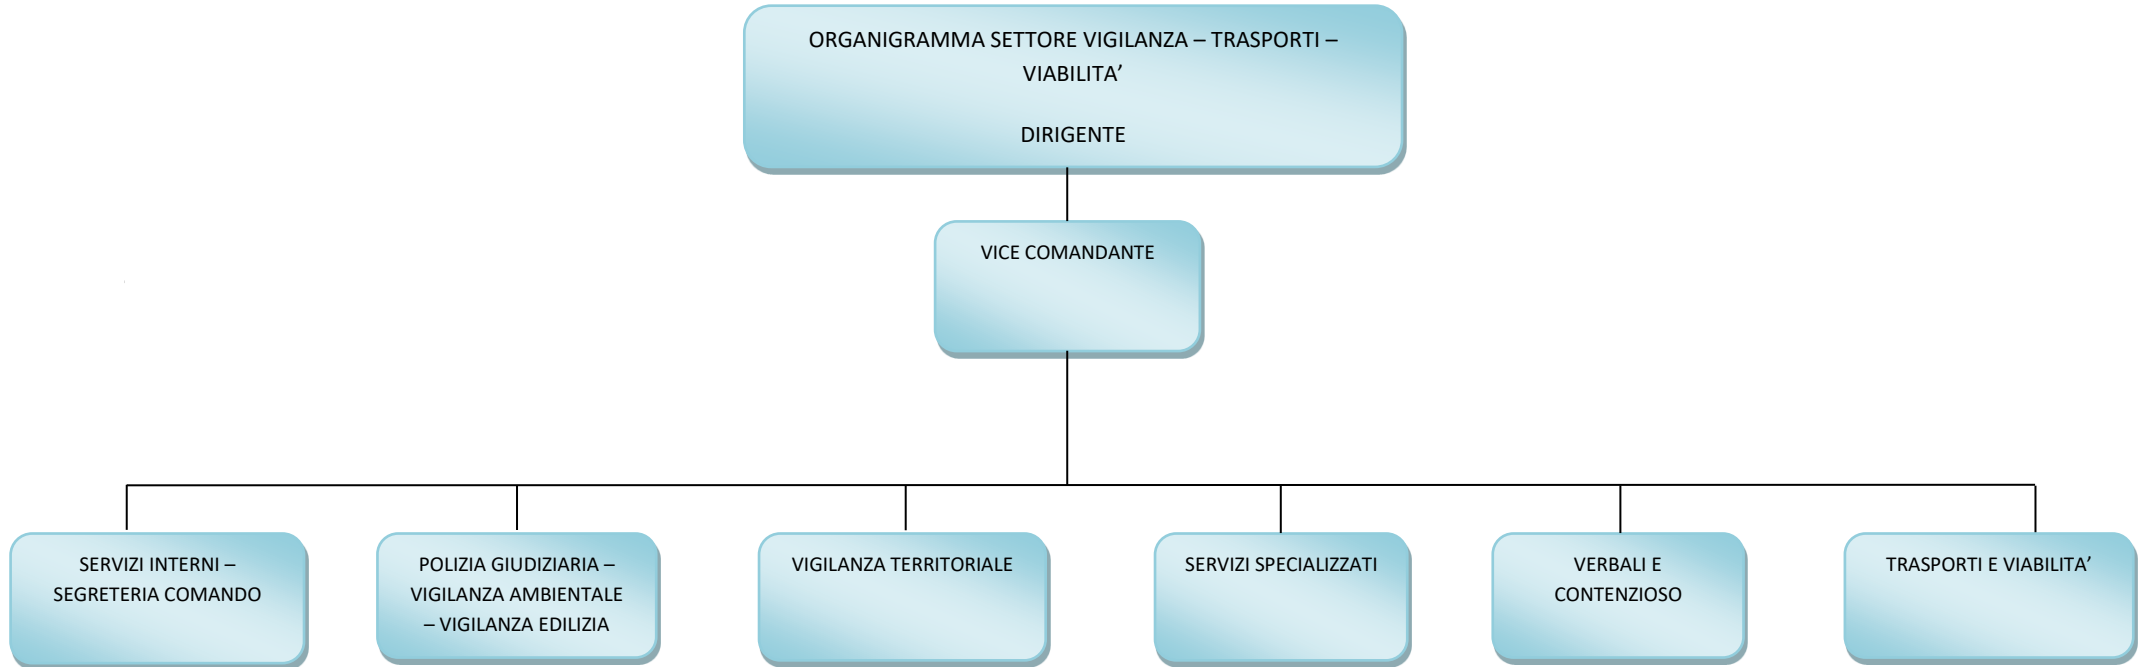 ORGANIGRAMMA SETTORE VIGILANZA – TRASPORTI –
VIABILITA’
DIRIGENTE
VICE COMANDANTE
SERVIZI INTERNI –
SEGRETERIA COMANDO
POLIZIA GIUDIZIARIA –
VIGILANZA AMBIENTALE
– VIGILANZA EDILIZIA
VIGILANZA TERRITORIALE
SERVIZI SPECIALIZZATI
VERBALI E
CONTENZIOSO
TRASPORTI E VIABILITA’